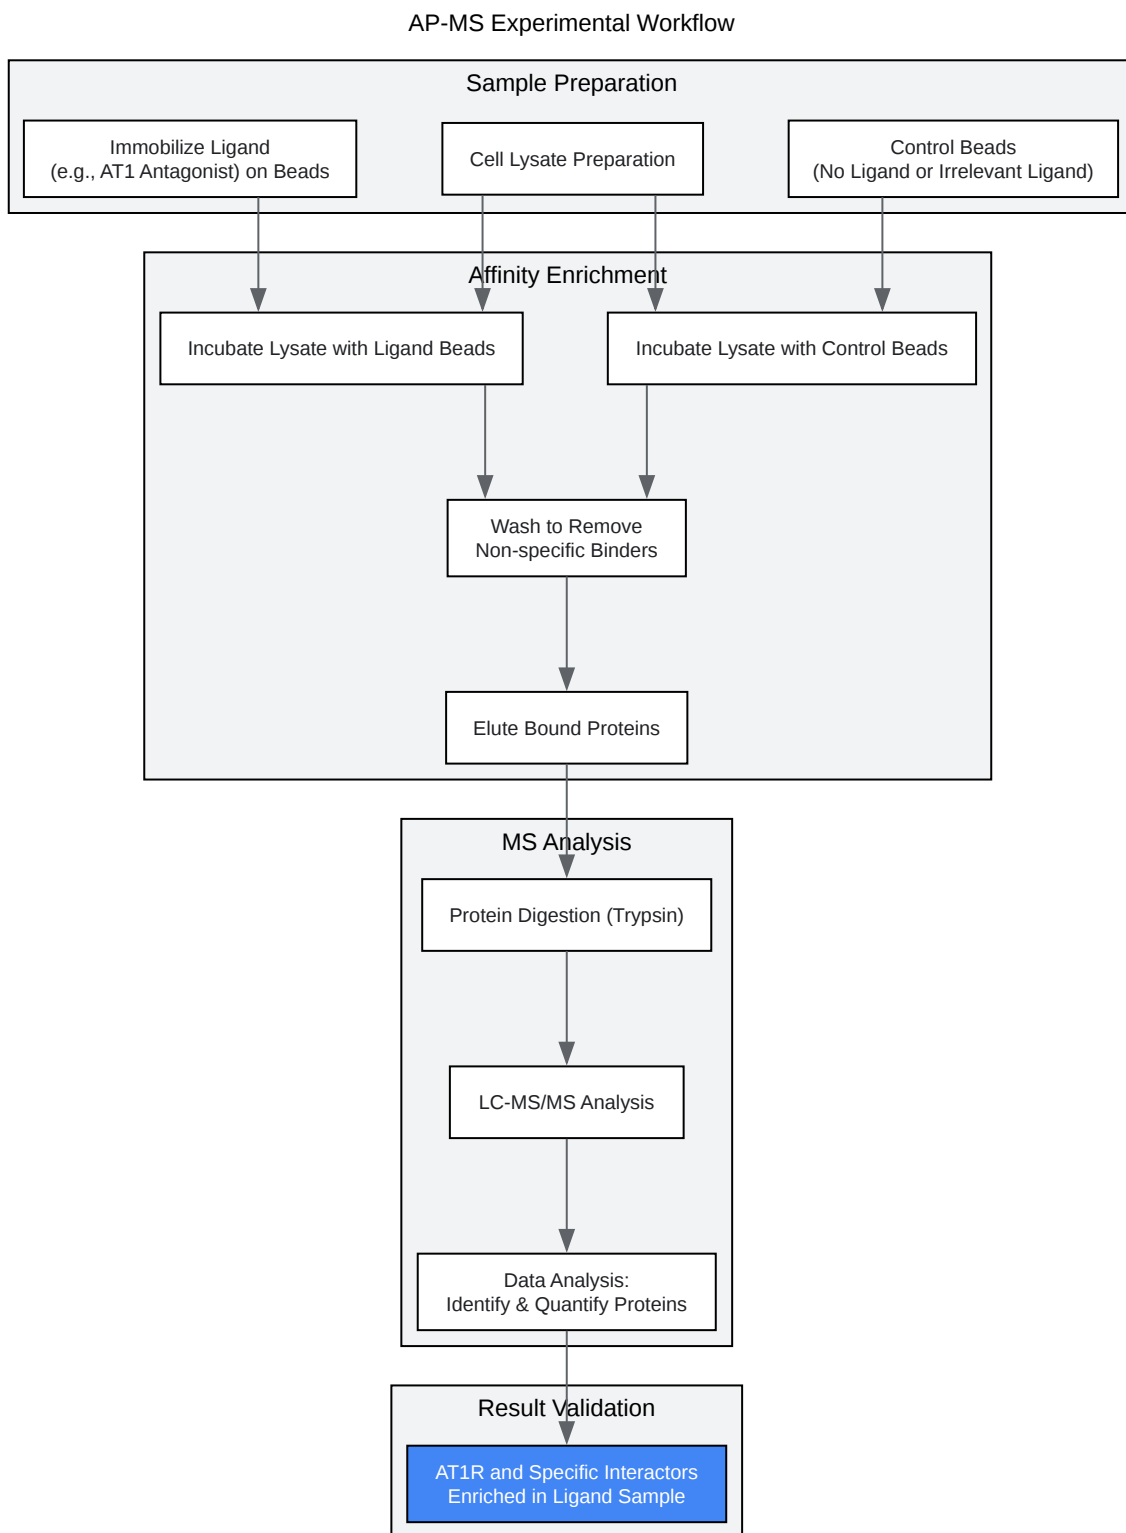 AP-MS Experimental Workflow
Sample Preparation
Immobilize Ligand
(e.g., AT1 Antagonist) on Beads
Cell Lysate Preparation
Control Beads
(No Ligand or Irrelevant Ligand)
Affinity Enrichment
Incubate Lysate with Ligand Beads
Incubate Lysate with Control Beads
Wash to Remove
Non-specific Binders
Elute Bound Proteins
MS Analysis
Protein Digestion (Trypsin)
LC-MS/MS Analysis
Data Analysis:
Identify & Quantify Proteins
Result Validation
AT1R and Specific Interactors
Enriched in Ligand Sample